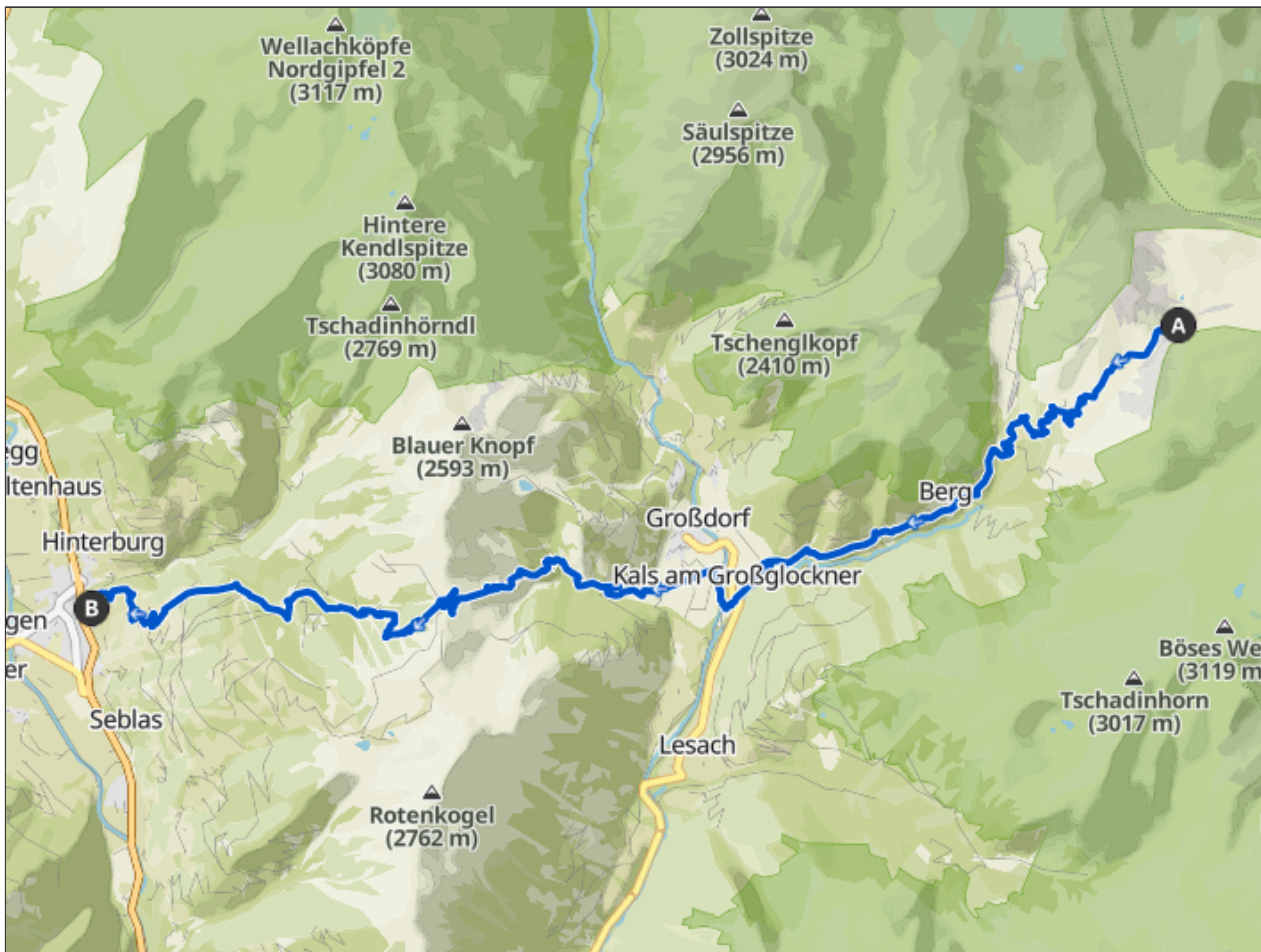 Wellachköpfe
Nordgipfel 2
(3117 m)
Zollspitze
(3024 m)
Säulspitze
(2956 m)
Hintere
Kendlspitze
(3080 m)
Tschadinhörndl
(2769 m)
Tschenglkopf
(2410 m)
A
Blauer Knopf
(2593 m)
egg
ltenhaus
Berg
Großdorf
Hinterburg
Kals am Großglockner
B
gen
er
Böses We
(3119 m
Tschadinhorn
(3017 m)
Seblas
Lesach
Rotenkogel
(2762 m)